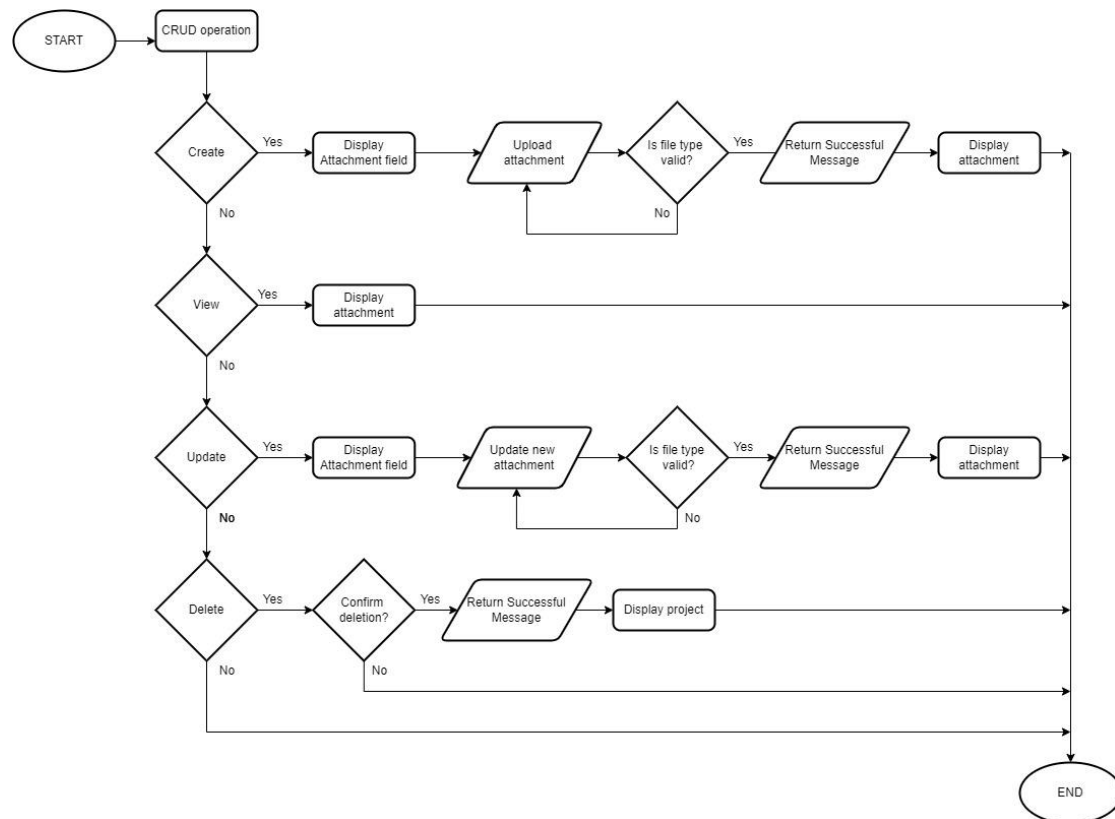 START
CRUD operation
Create
Yes
Display
Attachment field
Upload
attachment
Is file type
valid?
Yes
Return Successful
Message
Display
attachment
No
No
View
Yes
Display
attachment
No
Update
Yes
Display
Attachment field
Update new
attachment
Is file type
valid?
Yes
Return Successful
Message
Display
attachment
No
No
Delete
Yes
Confirm
deletion?
Yes
Return Successful
Message
Display project
No
No
END